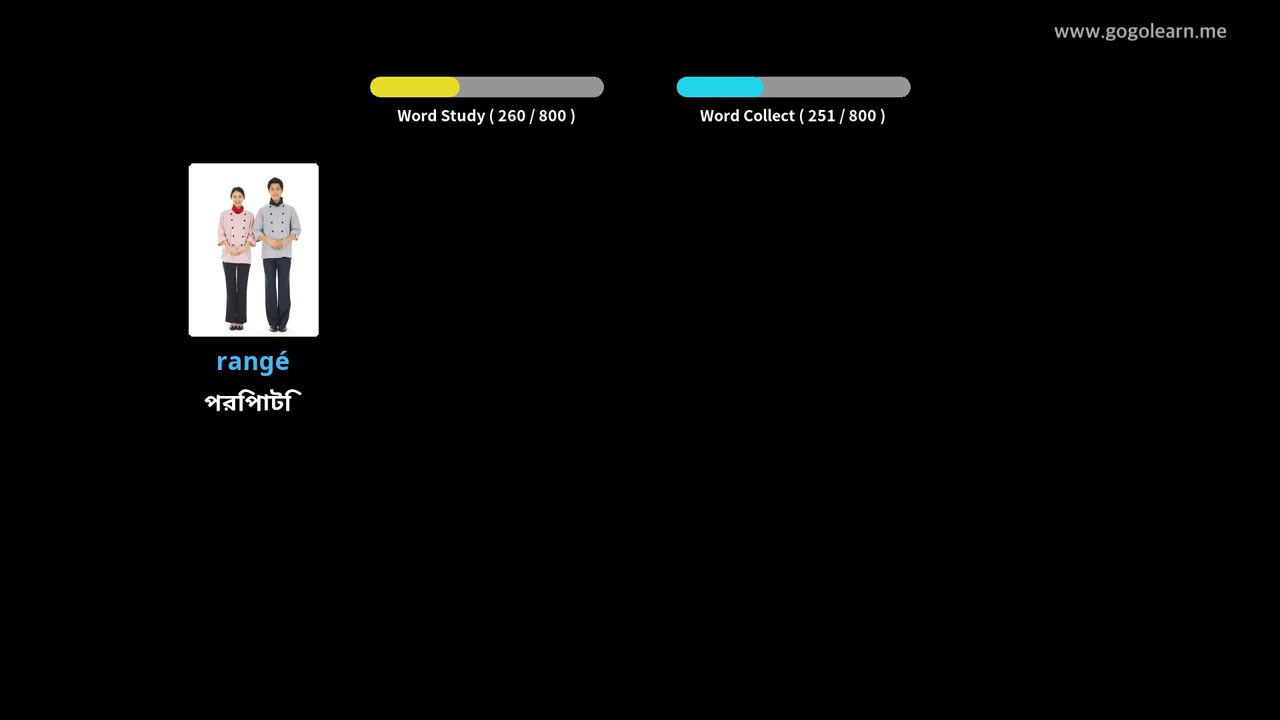 www.gogolearn.me
Word Study ( 260 / 800 )
Word Collect ( 251 / 800 )
rangé
পরিপাটি